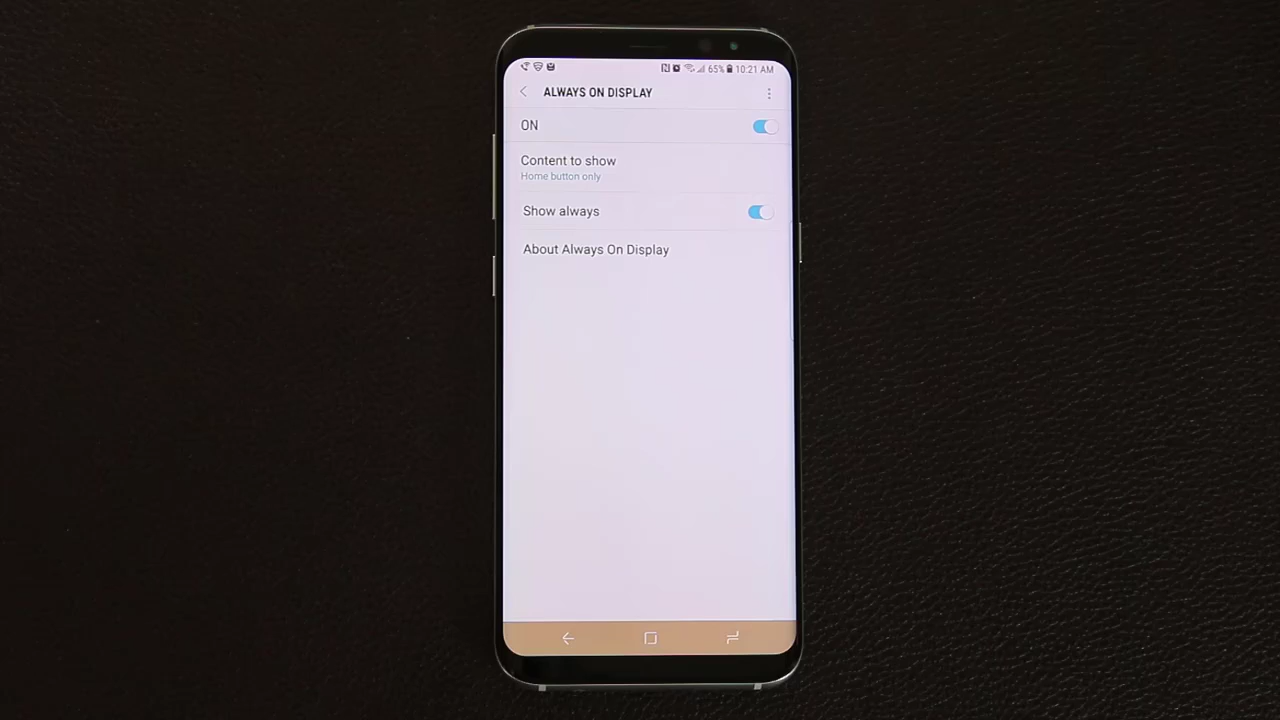 65% 10:21 AM
ALWAYS ON DISPLAY
ON
Content to show
Home button only
Show always
About Always On Display